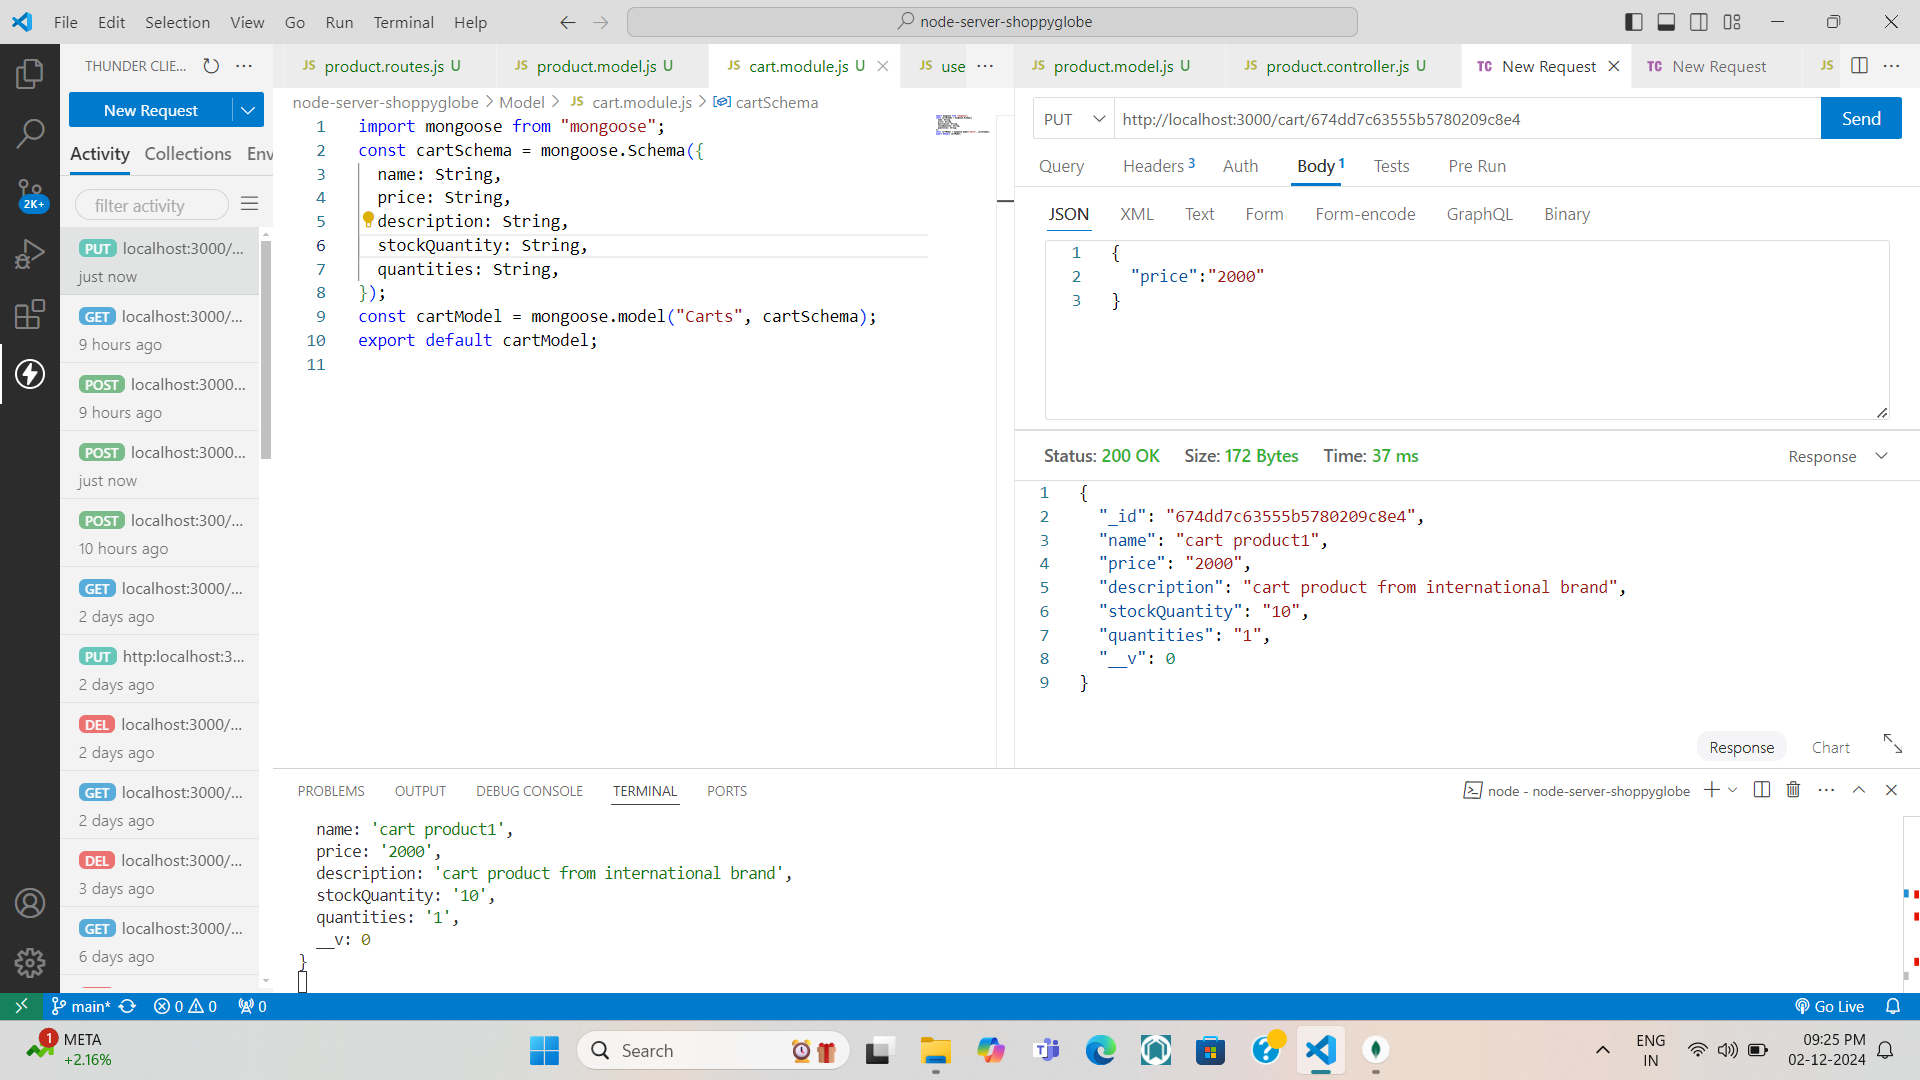 File Edit Selection View Go Run Terminal Help
node-server-shoppyglobe
THUNDER CLIE...
New Request
Activity Collections Env
2K+
filter activity
PUT localhost:3000/...
just now
GET localhost:3000/...
9 hours ago
POST localhost:3000...
9 hours ago
POST localhost:3000...
just now
POST localhost:300/...
10 hours ago
GET localhost:3000/...
2 days ago
PUT http:localhost:3...
2 days ago
DEL localhost:3000/...
2 days ago
GET localhost:3000/...
2 days ago
DEL localhost:3000/...
3 days ago
GET localhost:3000/...
6 days ago
JS product.routes.js U JS product.model.js U JS cart.module.js U JS use ...
node-server-shoppyglobe > Model > JS cart.module.js > cartSchema
1 import mongoose from "mongoose";
2 const cartSchema = mongoose.Schema({
3 name: String,
4 price: String,
5 description: String,
6 stockQuantity: String,
7 quantities: String,
8 });
9 const cartModel = mongoose.model("Carts", cartSchema);
10 export default cartModel;
11
JS product.model.js U JS product.controller.js U TC New Request TC New Request JS ...
PUT http://localhost:3000/cart/674dd7c63555b5780209c8e4 Send
Query Headers 3 Auth Body 1 Tests Pre Run
JSON XML Text Form Form-encode GraphQL Binary
1 {
2 "price":"2000"
3 }
Status: 200 OK Size: 172 Bytes Time: 37 ms Response
1 {
2 "_id": "674dd7c63555b5780209c8e4",
3 "name": "cart product1",
4 "price": "2000",
5 "description": "cart product from international brand",
6 "stockQuantity": "10",
7 "quantities": "1",
8 "__v": 0
9 }
Response Chart
PROBLEMS OUTPUT DEBUG CONSOLE TERMINAL PORTS
node - node-server-shoppyglobe
name: 'cart product1',
price: '2000',
description: 'cart product from international brand',
stockQuantity: '10',
quantities: '1',
__v: 0
}
main* 0 0 0 Go Live
1 META
+2.16%
Search
ENG
IN
09:25 PM
02-12-2024